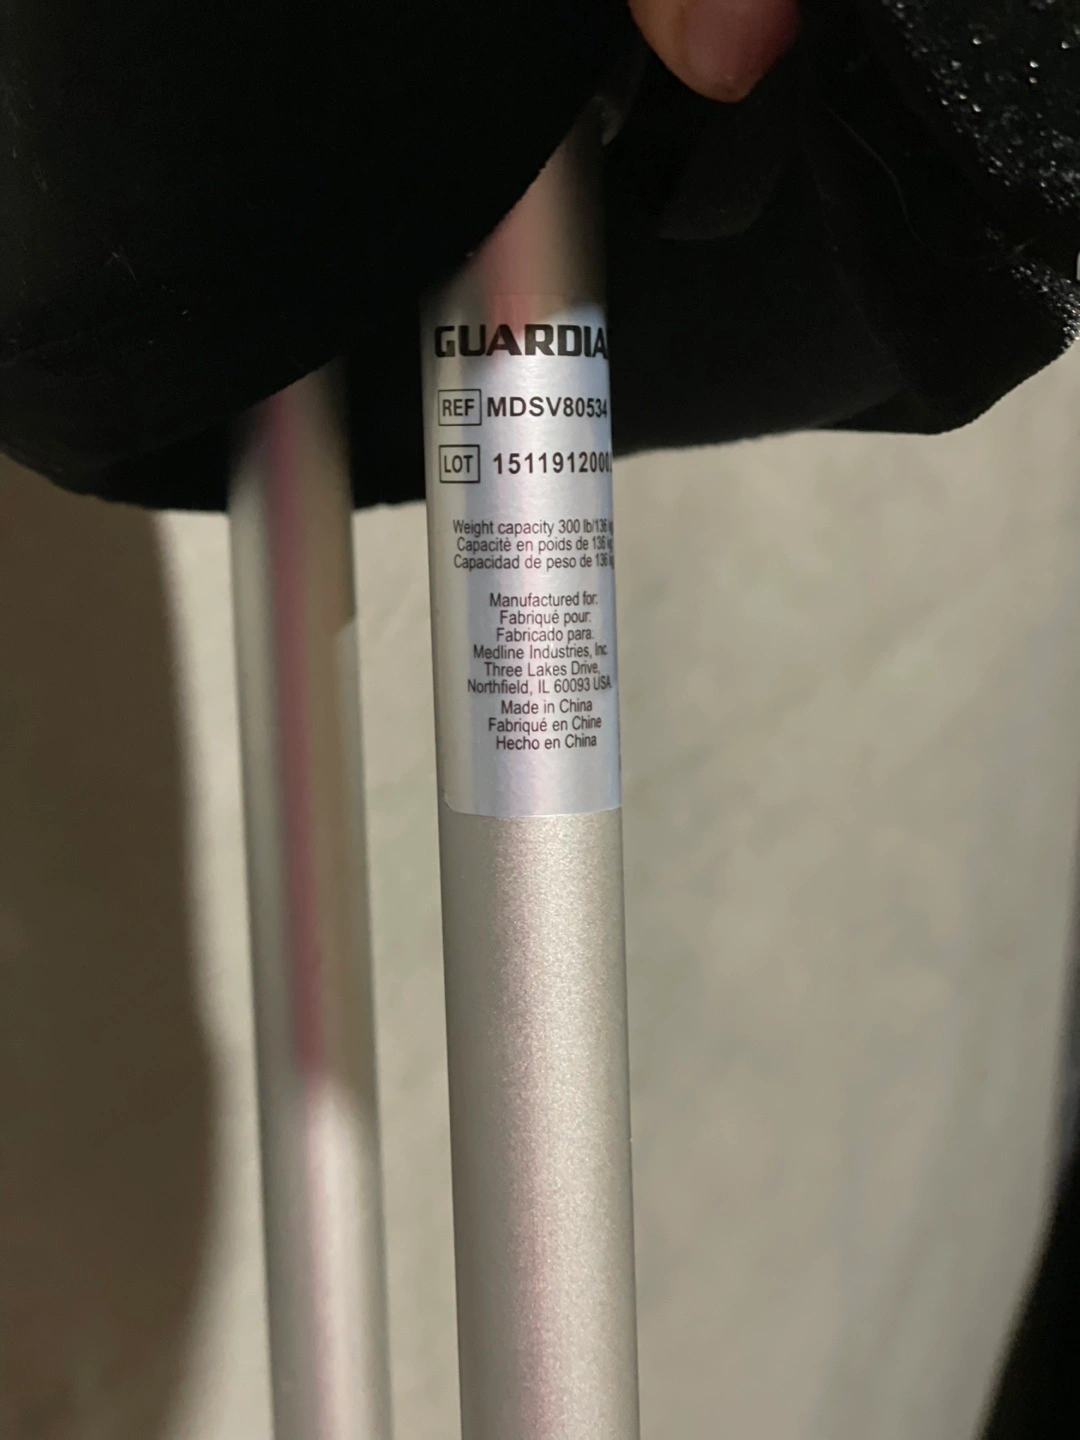 GUARDIA
REF MDSV80534
LOT 151191200
Weight capacity 300 lb/136
Capacité en poids de 136
Capacidad de peso de 136
Manufactured for:
Fabriqué pour:
Fabricado para:
Medline Industries, Inc.
Three Lakes Drive,
Northfield, IL 60093 USA
Made in China
Fabriqué en Chine
Hecho en China